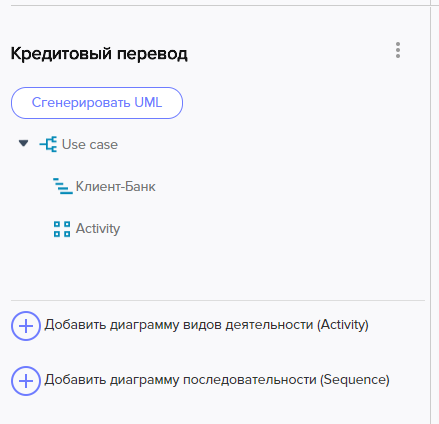 Кредитовый перевод
Сгенерировать UML
Use case
Клиент-Банк
Activity
Добавить диаграмму видов деятельности (Activity)
Добавить диаграмму последовательности (Sequence)